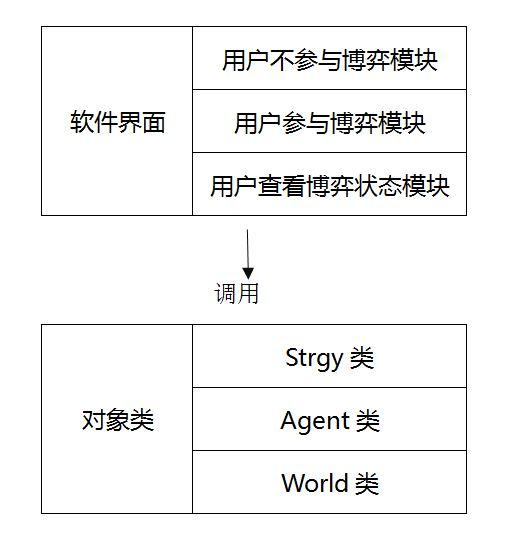 用户不参与博弈模块
软件界面
用户参与博弈模块
用户查看博弈状态模块
调用
Strgy 类
对象类
Agent 类
World 类